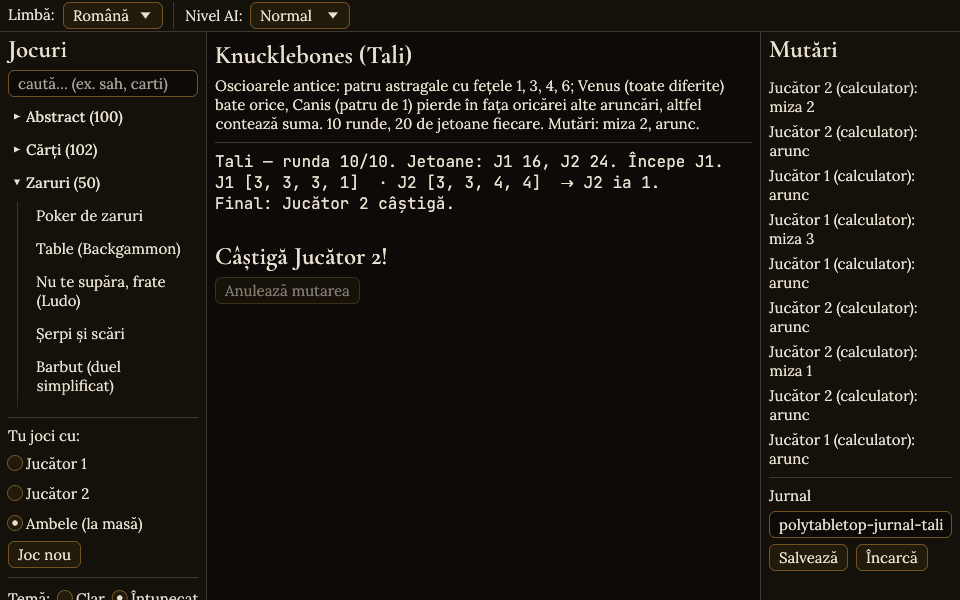 Limbă:
Română
Nivel AI:
Normal
Jocuri
caută... (ex. sah, carti)
Abstract (100)
Cărți (102)
Zaruri (50)
Poker de zaruri
Table (Backgammon)
Nu te supăra, frate
(Ludo)
Șerpi și scări
Barbut (duel
simplificat)
Tu joci cu:
Jucător 1
Jucător 2
Ambele (la masă)
Joc nou
Temă:
Clar
Întunecat
Knucklebones (Tali)
Oscioarele antice: patru astragale cu fețele 1, 3, 4, 6; Venus (toate diferite)
bate orice, Canis (patru de 1) pierde în fața oricărei alte aruncări, altfel
contează suma. 10 runde, 20 de jetoane fiecare. Mutări: miza 2, arunc.
Tali — runda 10/10. Jetoane: J1 16, J2 24. Începe J1.
J1 [3, 3, 3, 1]  · J2 [3, 3, 4, 4]  → J2 ia 1.
Final: Jucător 2 câștigă.
Câștigă Jucător 2!
Anulează mutarea
Mutări
Jucător 2 (calculator):
miza 2
Jucător 2 (calculator):
arunc
Jucător 1 (calculator):
arunc
Jucător 1 (calculator):
miza 3
Jucător 1 (calculator):
arunc
Jucător 2 (calculator):
arunc
Jucător 2 (calculator):
miza 1
Jucător 2 (calculator):
arunc
Jucător 1 (calculator):
arunc
Jurnal
polytabletop-jurnal-tali
Salvează
Încarcă